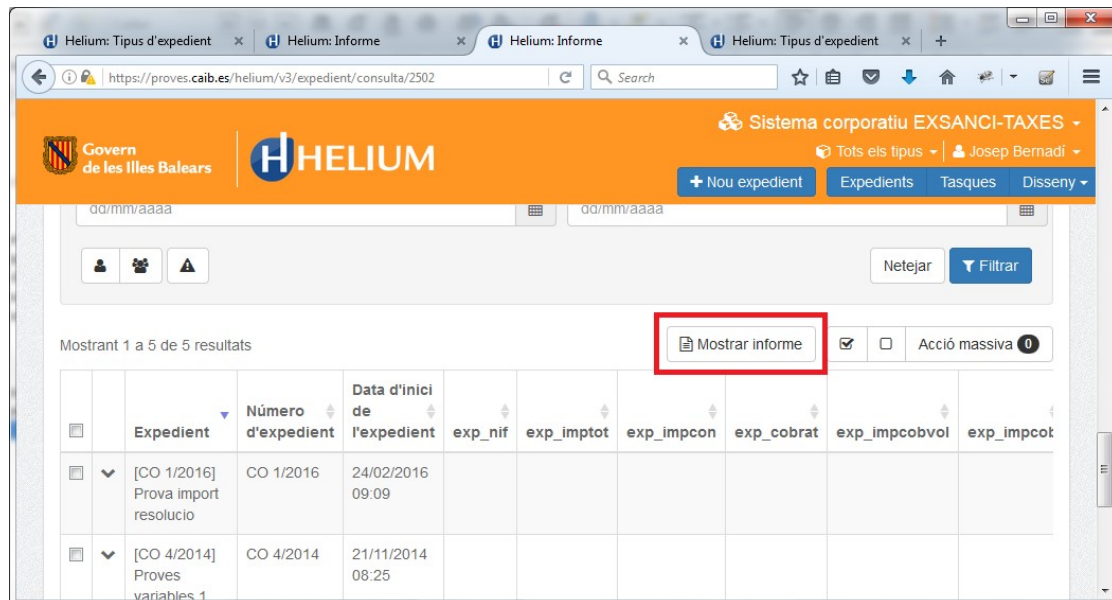 Helium: Tipus d'expedient
Helium: Informe
Helium: Informe
Helium: Tipus d'expedient
https://proves.caib.es/helium/v3/expedient/consulta/2502
Search
Govern
de les Illes Balears
HELIUM
Sistema corporatiu EXSANCI-TAXES
Tots els tipus
Josep Bernadí
Nou expedient
Expedients
Tasques
Disseny
dd/mm/aaaa
dd/mm/aaaa
Netejar
Filtrar
Mostrant 1 a 5 de 5 resultats
Mostrar informe
Acció massiva 0
Expedient
Número
d'expedient
Data d'inici
de
l'expedient
exp_nif
exp_imptot
exp_impcon
exp_cobrat
exp_impcobvol
exp_impcob
[CO 1/2016]
Prova import
resolucio
CO 1/2016
24/02/2016
09:09
[CO 4/2014]
Proves
variables 1
CO 4/2014
21/11/2014
08:25